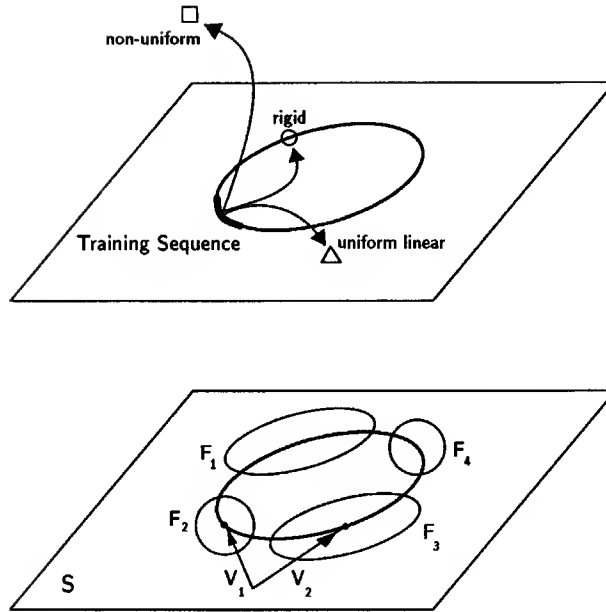 non-uniform
rigid
Training Sequence
uniform linear
F1
F4
F2
F3
S
V1
V2